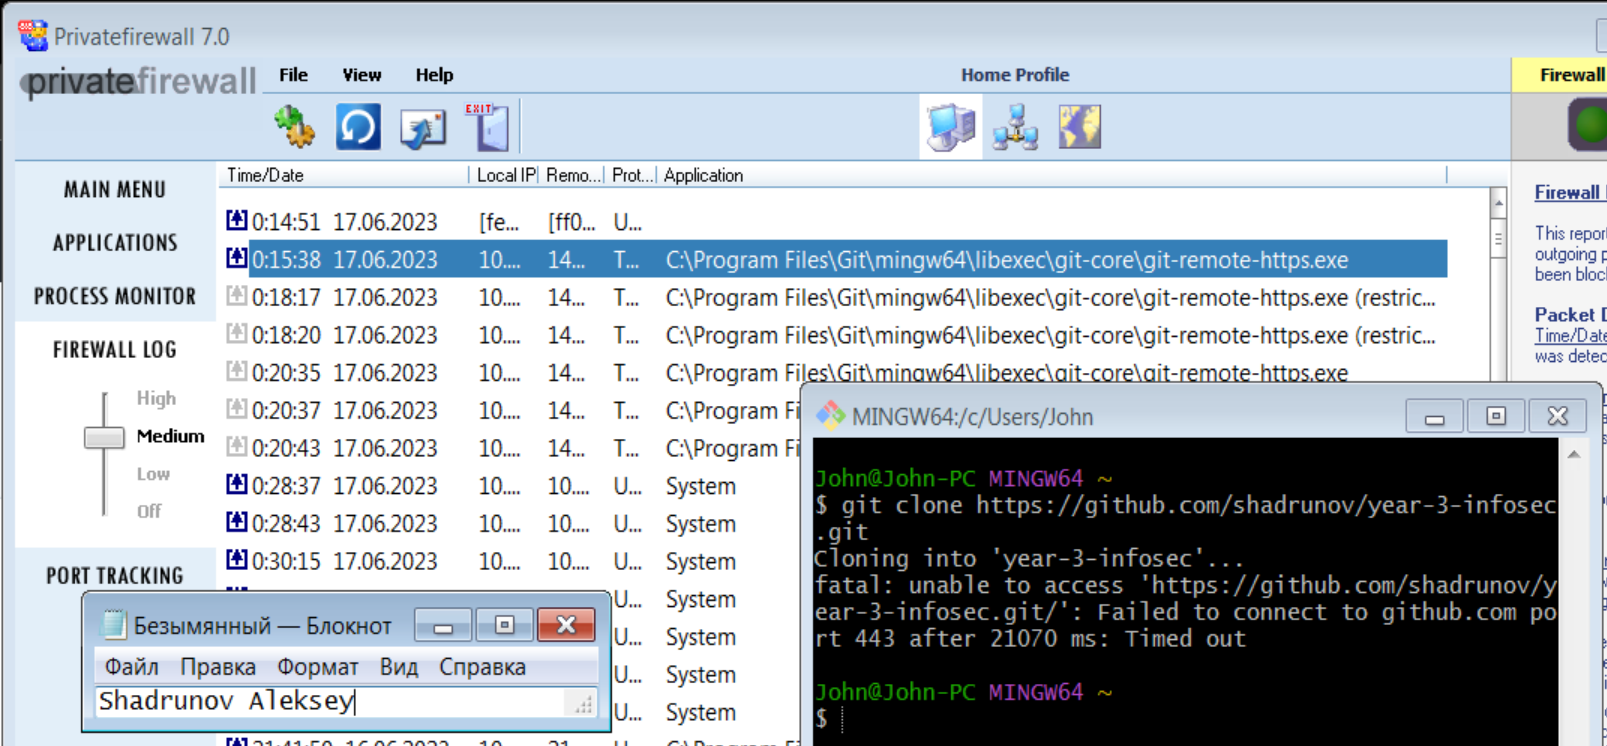 Privatefirewall 7.0
privatefirewall File View Help Home Profile Firewall
EXIT
MAIN MENU
APPLICATIONS
PROCESS MONITOR
FIREWALL LOG
High
Medium
Low
Off
PORT TRACKING
Time/Date Local IP Remo... Prot... Application
0:14:51 17.06.2023 [fe... [ff0... U...
0:15:38 17.06.2023 10.... 14... T... C:\Program Files\Git\mingw64\libexec\git-core\git-remote-https.exe
0:18:17 17.06.2023 10.... 14... T... C:\Program Files\Git\mingw64\libexec\git-core\git-remote-https.exe (restric...
0:18:20 17.06.2023 10.... 14... T... C:\Program Files\Git\mingw64\libexec\git-core\git-remote-https.exe (restric...
0:20:35 17.06.2023 10.... 14... T... C:\Program Files\Git\mingw64\libexec\git-core\git-remote-https.exe
0:20:37 17.06.2023 10.... 14... T... C:\Program Fi
0:20:43 17.06.2023 10.... 14... T... C:\Program Fi
0:28:37 17.06.2023 10.... 10.... U... System
0:28:43 17.06.2023 10.... 10.... U... System
0:30:15 17.06.2023 10.... 10.... U... System
U... System
U... System
U... System
U... System
21:41:50 16.06.2023 10 21 U C:\Program Fi
Firewall
This report
outgoing p
been bloc
Packet D
Time/Date
was detec
MINGW64:/c/Users/John
John@John-PC MINGW64 ~
$ git clone https://github.com/shadrunov/year-3-infosec
.git
Cloning into 'year-3-infosec'...
fatal: unable to access 'https://github.com/shadrunov/y
ear-3-infosec.git/': Failed to connect to github.com po
rt 443 after 21070 ms: Timed out
John@John-PC MINGW64 ~
$
Безымянный — Блокнот
Файл Правка Формат Вид Справка
Shadrunov Aleksey